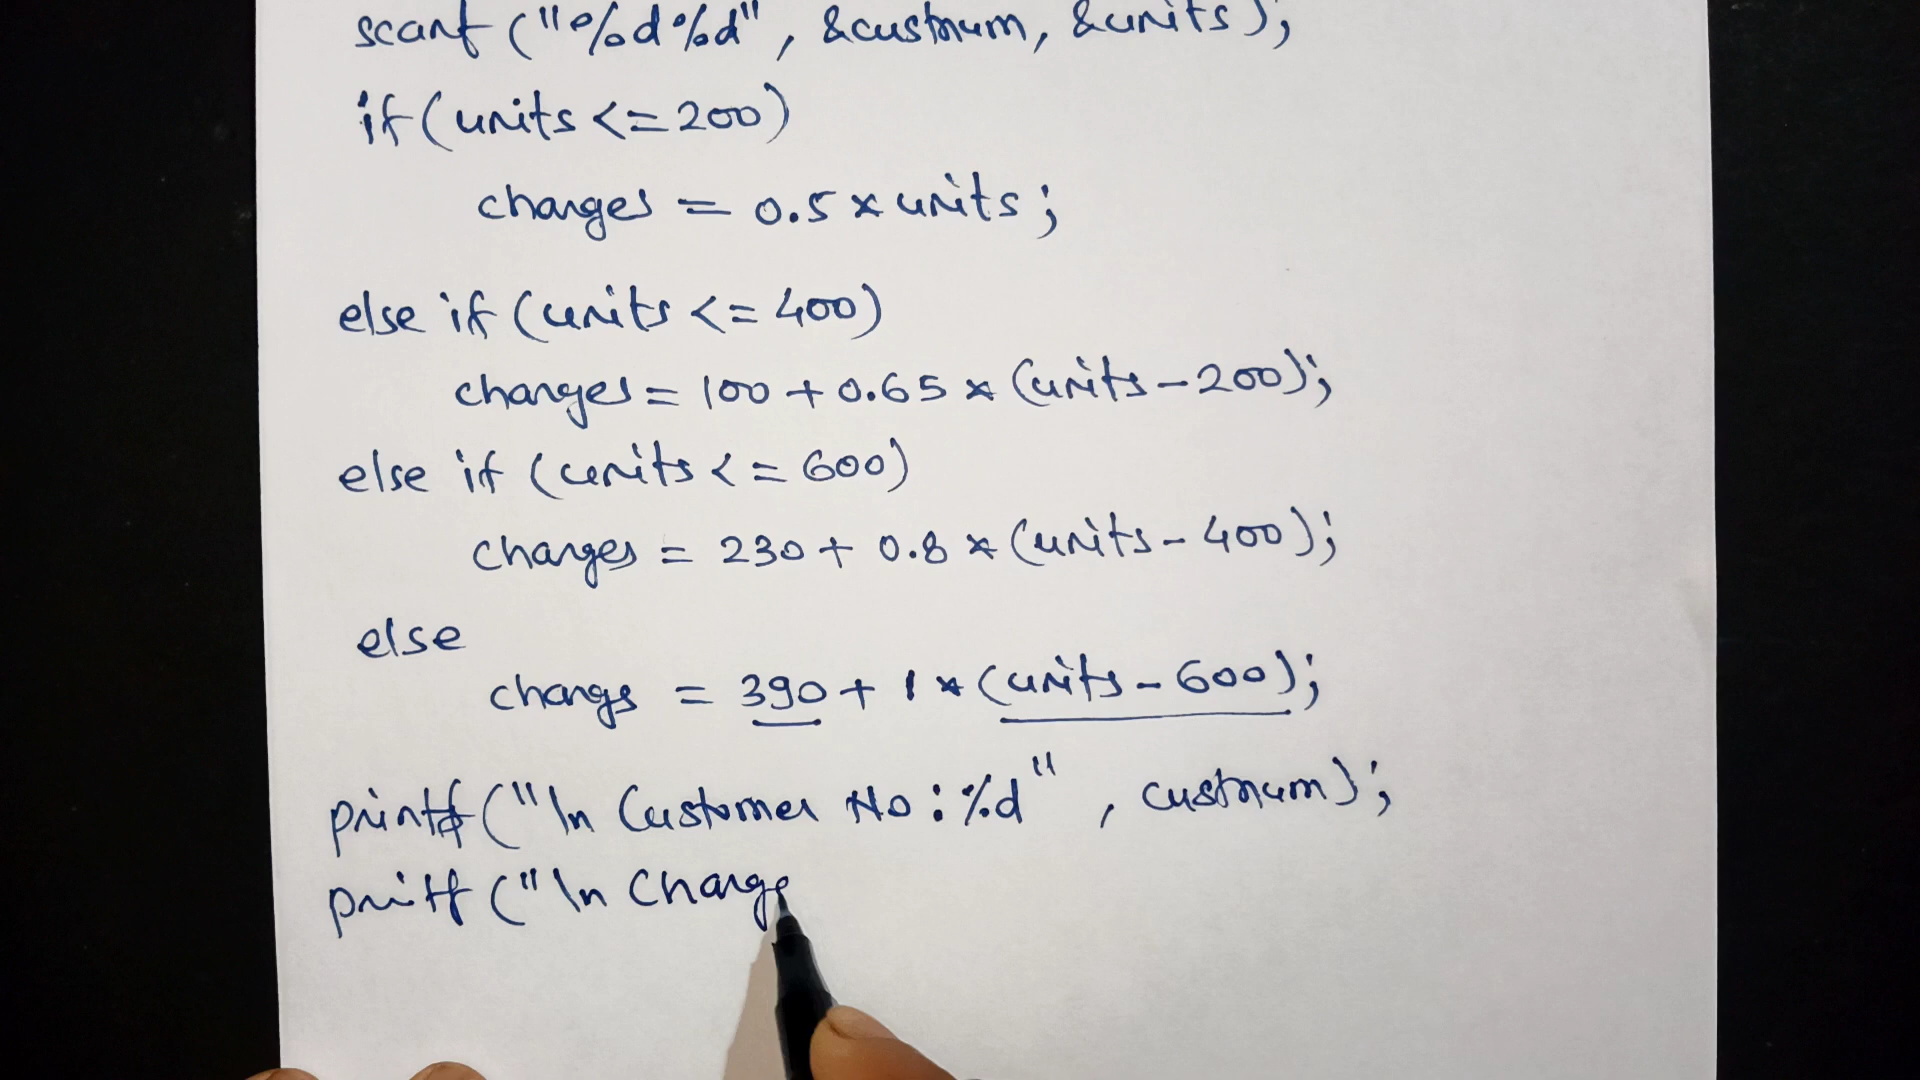 scanf ("%d%d", &custnum, &units);
if (units <= 200)
charges = 0.5 * units;
else if (units <= 400)
charges = 100 + 0.65 * (units - 200);
else if (units <= 600)
charges = 230 + 0.8 * (units - 400);
else
chargs = 390 + 1 * (units - 600);
printf ("\n Customer No : %d", custnum);
printf ("\n Charge